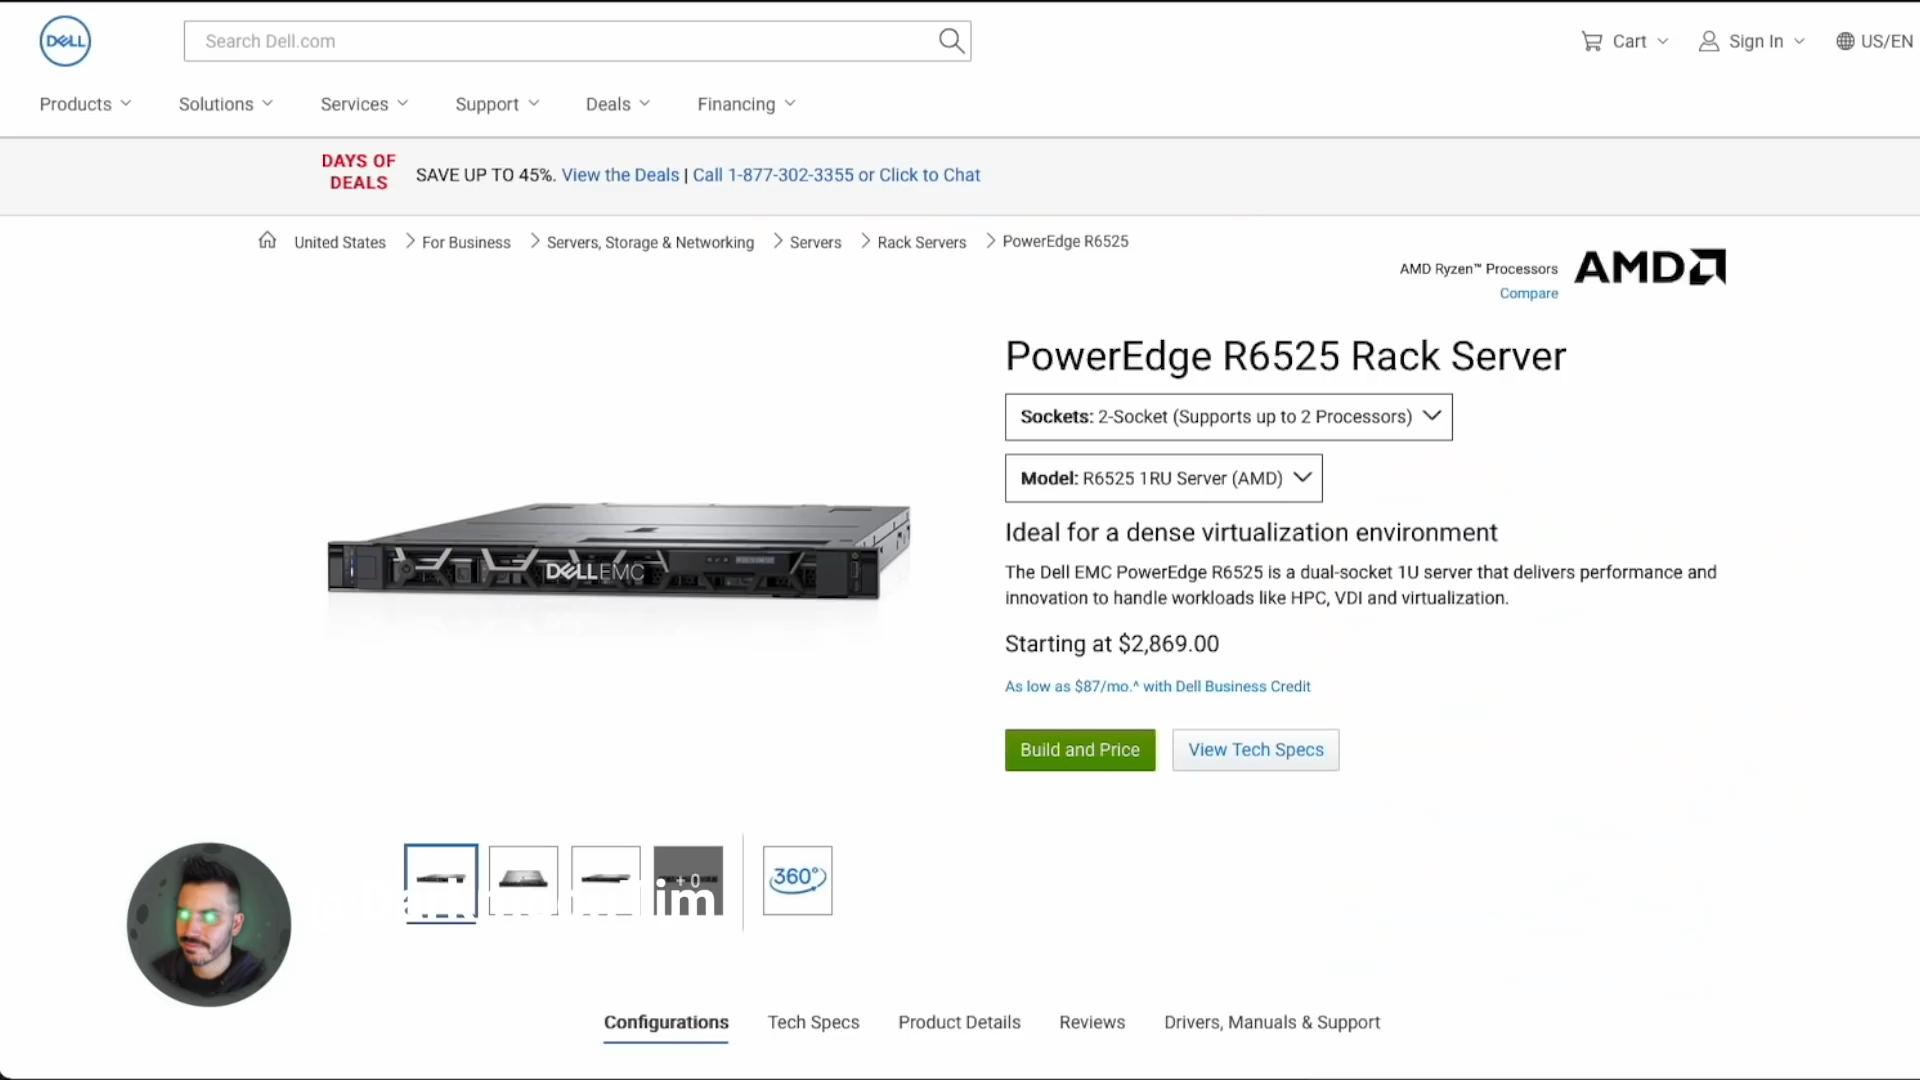 DELL
Search Dell.com
Cart
Sign In
US/EN
Products
Solutions
Services
Support
Deals
Financing
DAYS OF
DEALS
SAVE UP TO 45%. View the Deals | Call 1-877-302-3355 or Click to Chat
United States
For Business
Servers, Storage & Networking
Servers
Rack Servers
PowerEdge R6525
AMD Ryzen™ Processors
Compare
AMD
PowerEdge R6525 Rack Server
Sockets: 2-Socket (Supports up to 2 Processors)
Model: R6525 1RU Server (AMD)
Ideal for a dense virtualization environment
The Dell EMC PowerEdge R6525 is a dual-socket 1U server that delivers performance and
innovation to handle workloads like HPC, VDI and virtualization.
Starting at $2,869.00
As low as $87/mo.^ with Dell Business Credit
Build and Price
View Tech Specs
DELLEMC
+ 0
360°
Configurations
Tech Specs
Product Details
Reviews
Drivers, Manuals & Support